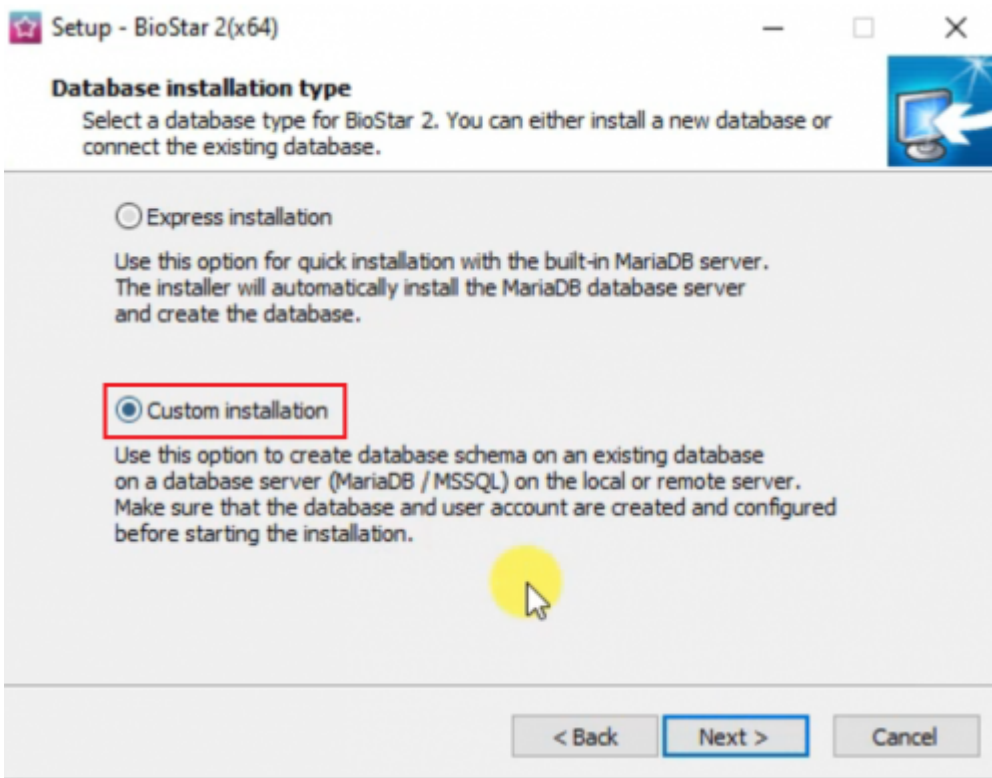 Setup - BioStar 2(x64)
Database installation type
Select a database type for BioStar 2. You can either install a new database or
connect the existing database.
Express installation
Use this option for quick installation with the built-in MariaDB server.
The installer will automatically install the MariaDB database server
and create the database.
Custom installation
Use this option to create database schema on an existing database
on a database server (MariaDB / MSSQL) on the local or remote server.
Make sure that the database and user account are created and configured
before starting the installation.
< Back Next > Cancel